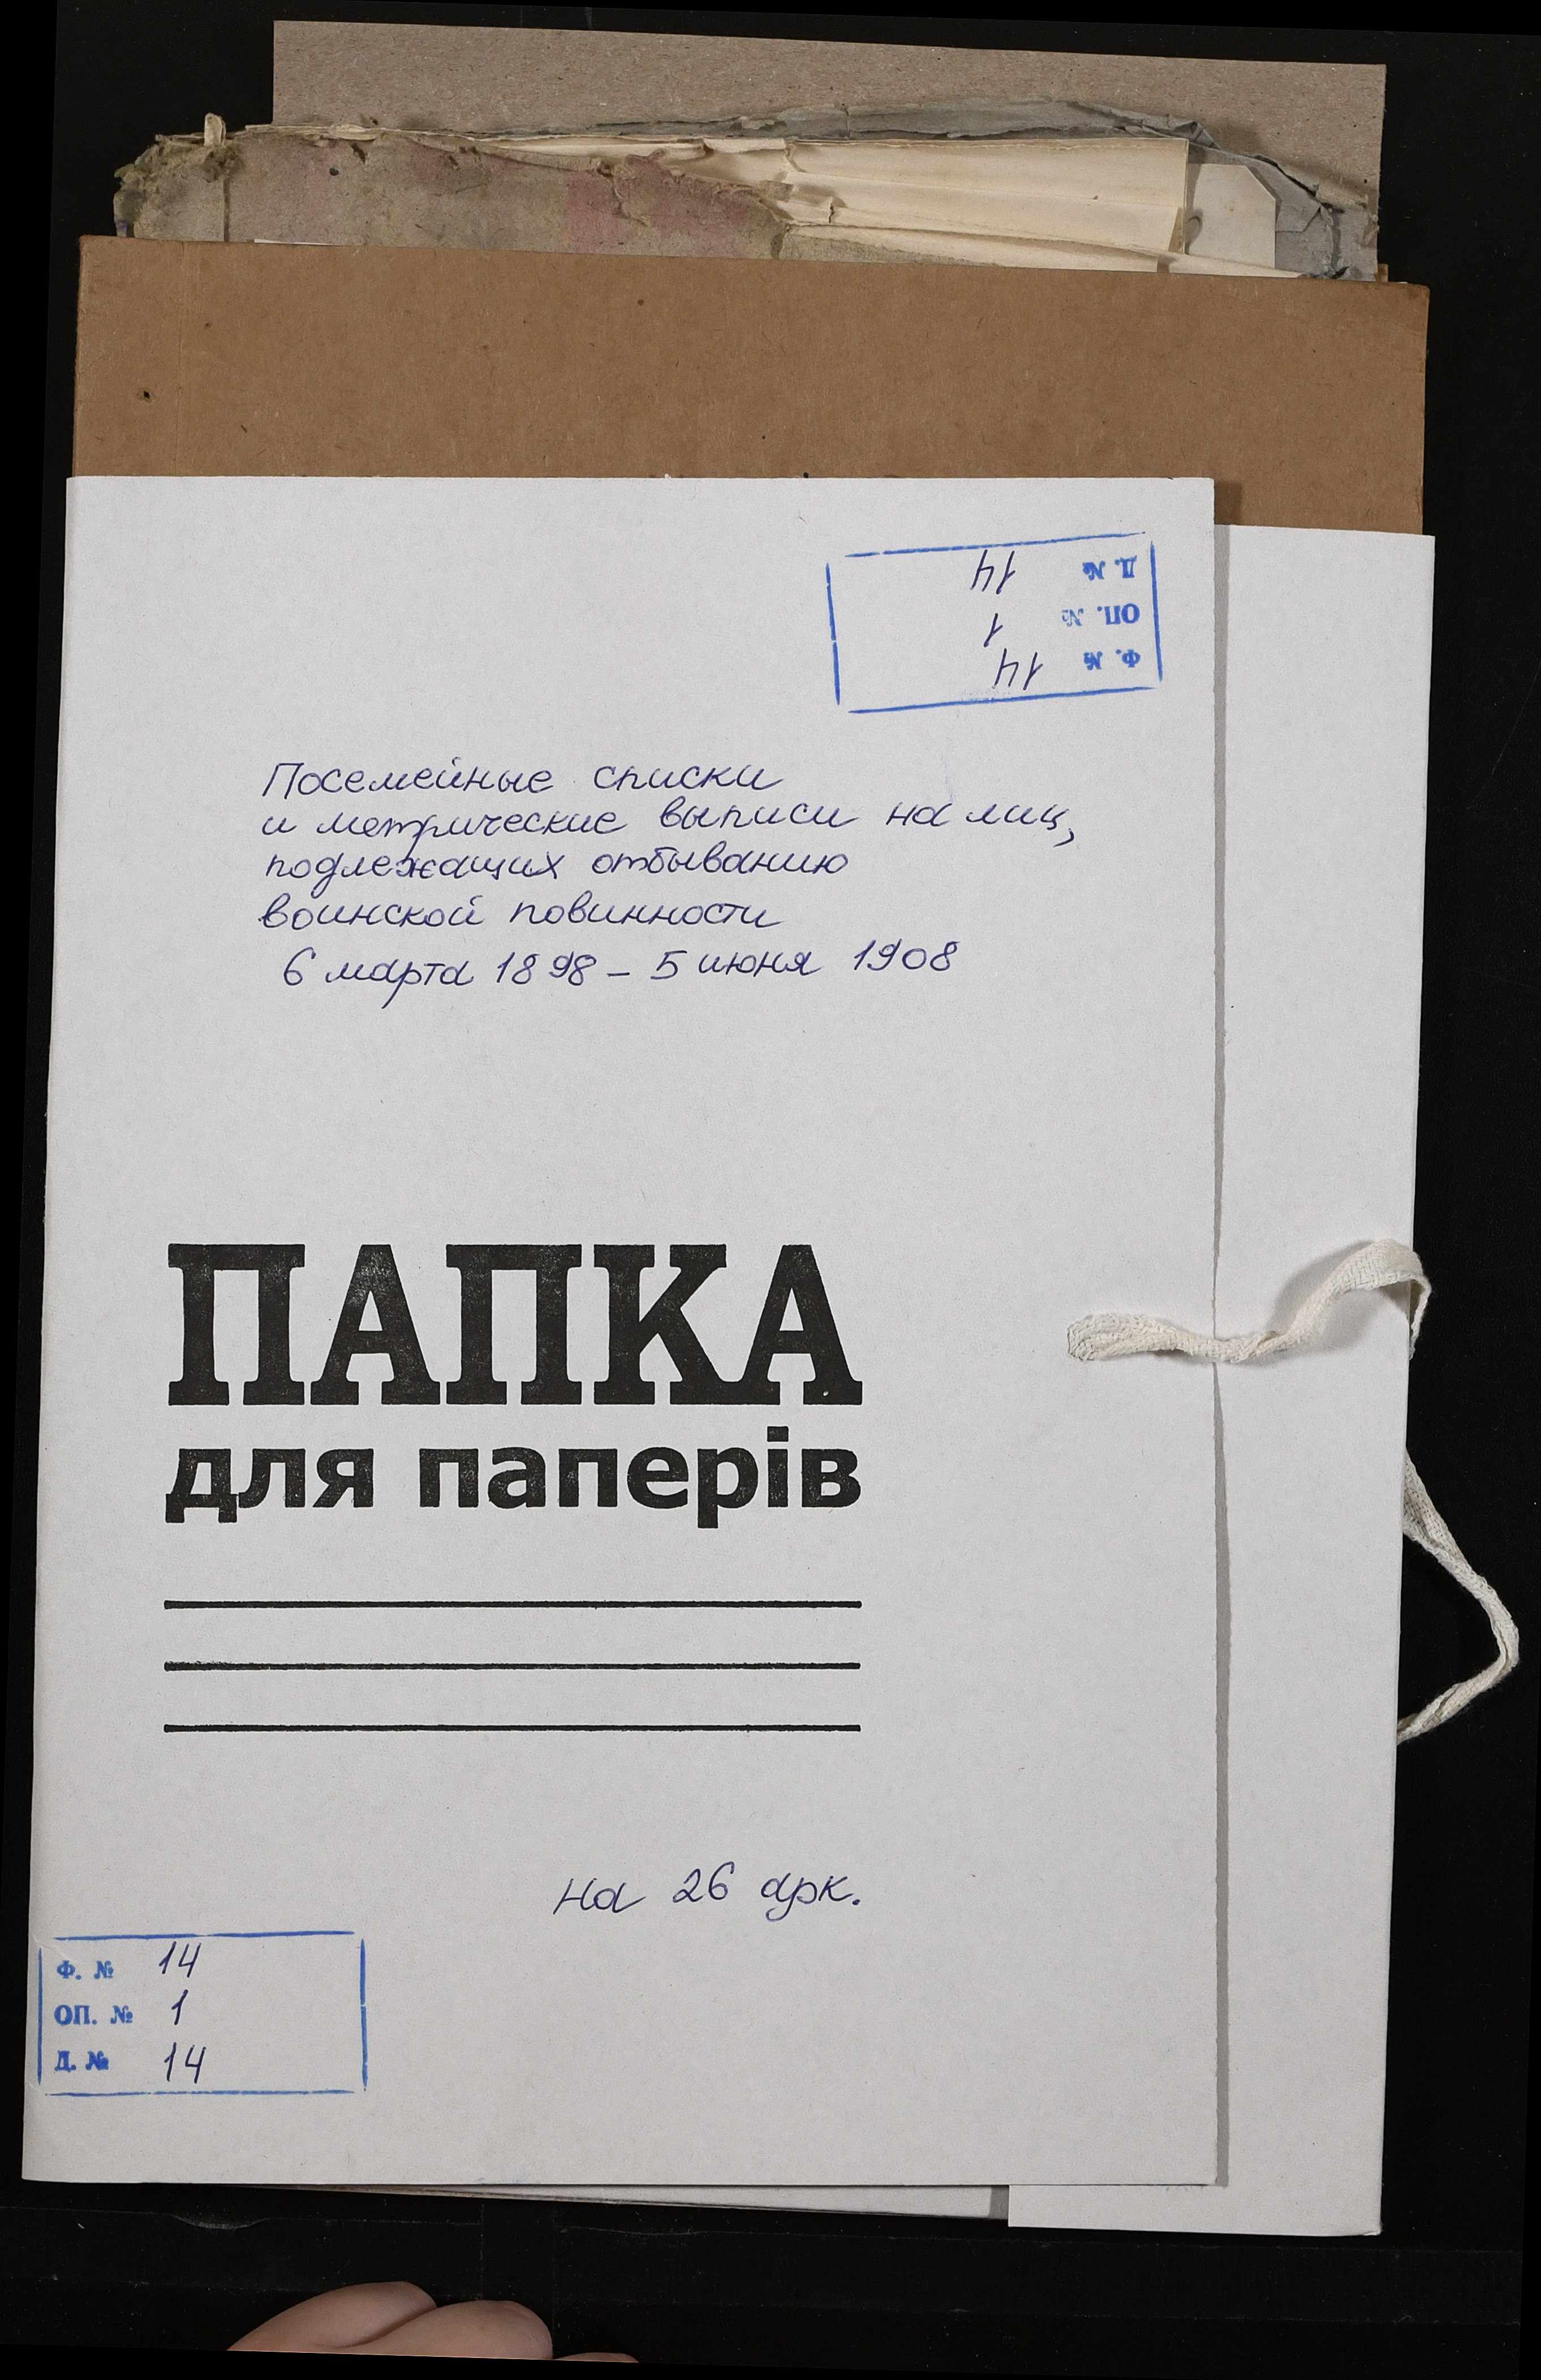 Д. № 14
ОП. № 1
Ф. № 14
Посемейные списки
и метрические выписи на лиц,
подлежащих отбыванию
воинской повинности
6 марта 1898 – 5 июня 1908
ПАПКА
для паперів
на 26 арк.
Ф. № 14
ОП. № 1
Д. № 14